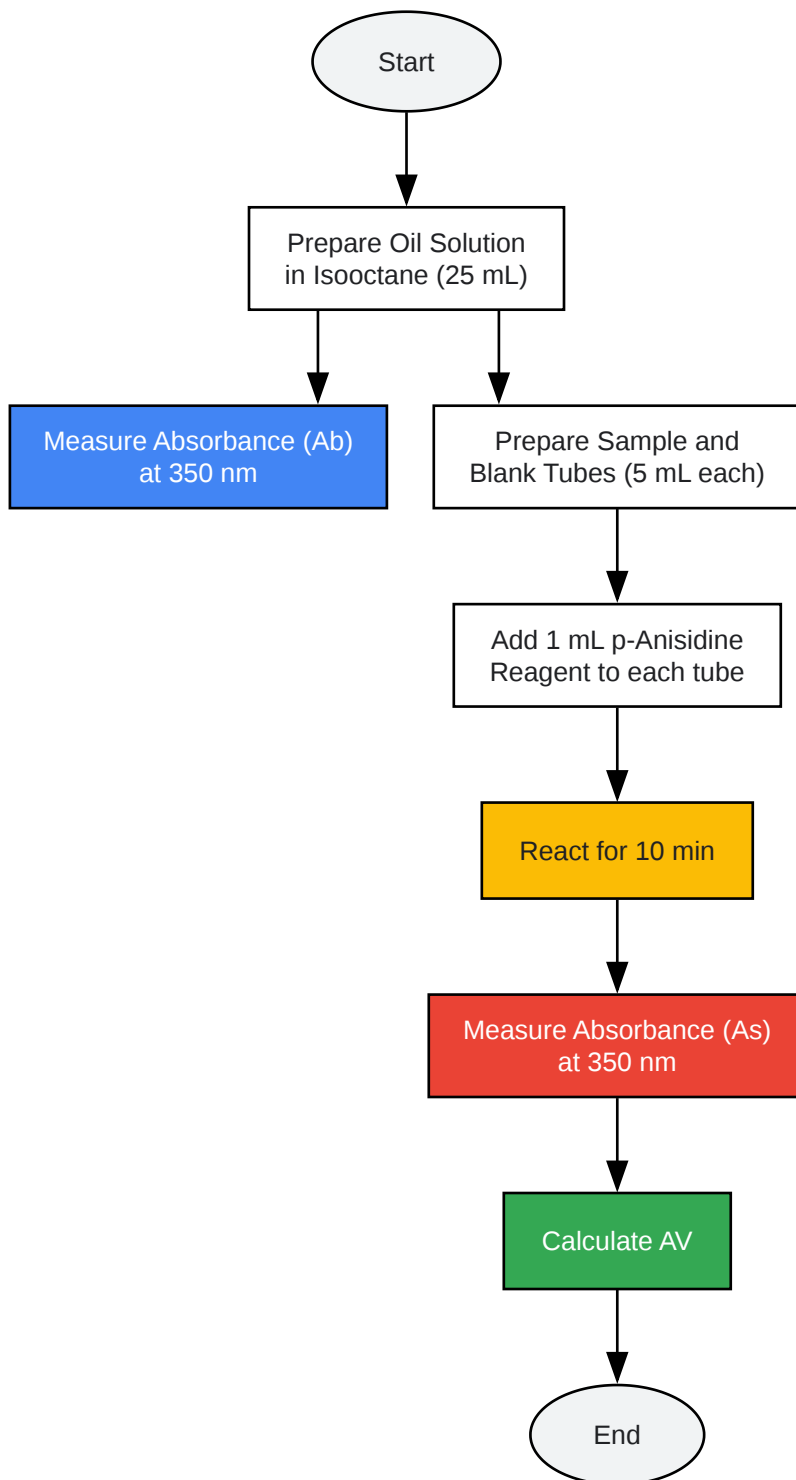 Start
Prepare Oil Solution
in Isooctane (25 mL)
Measure Absorbance (Ab)
at 350 nm
Prepare Sample and
Blank Tubes (5 mL each)
Add 1 mL p-Anisidine
Reagent to each tube
React for 10 min
Measure Absorbance (As)
at 350 nm
Calculate AV
End